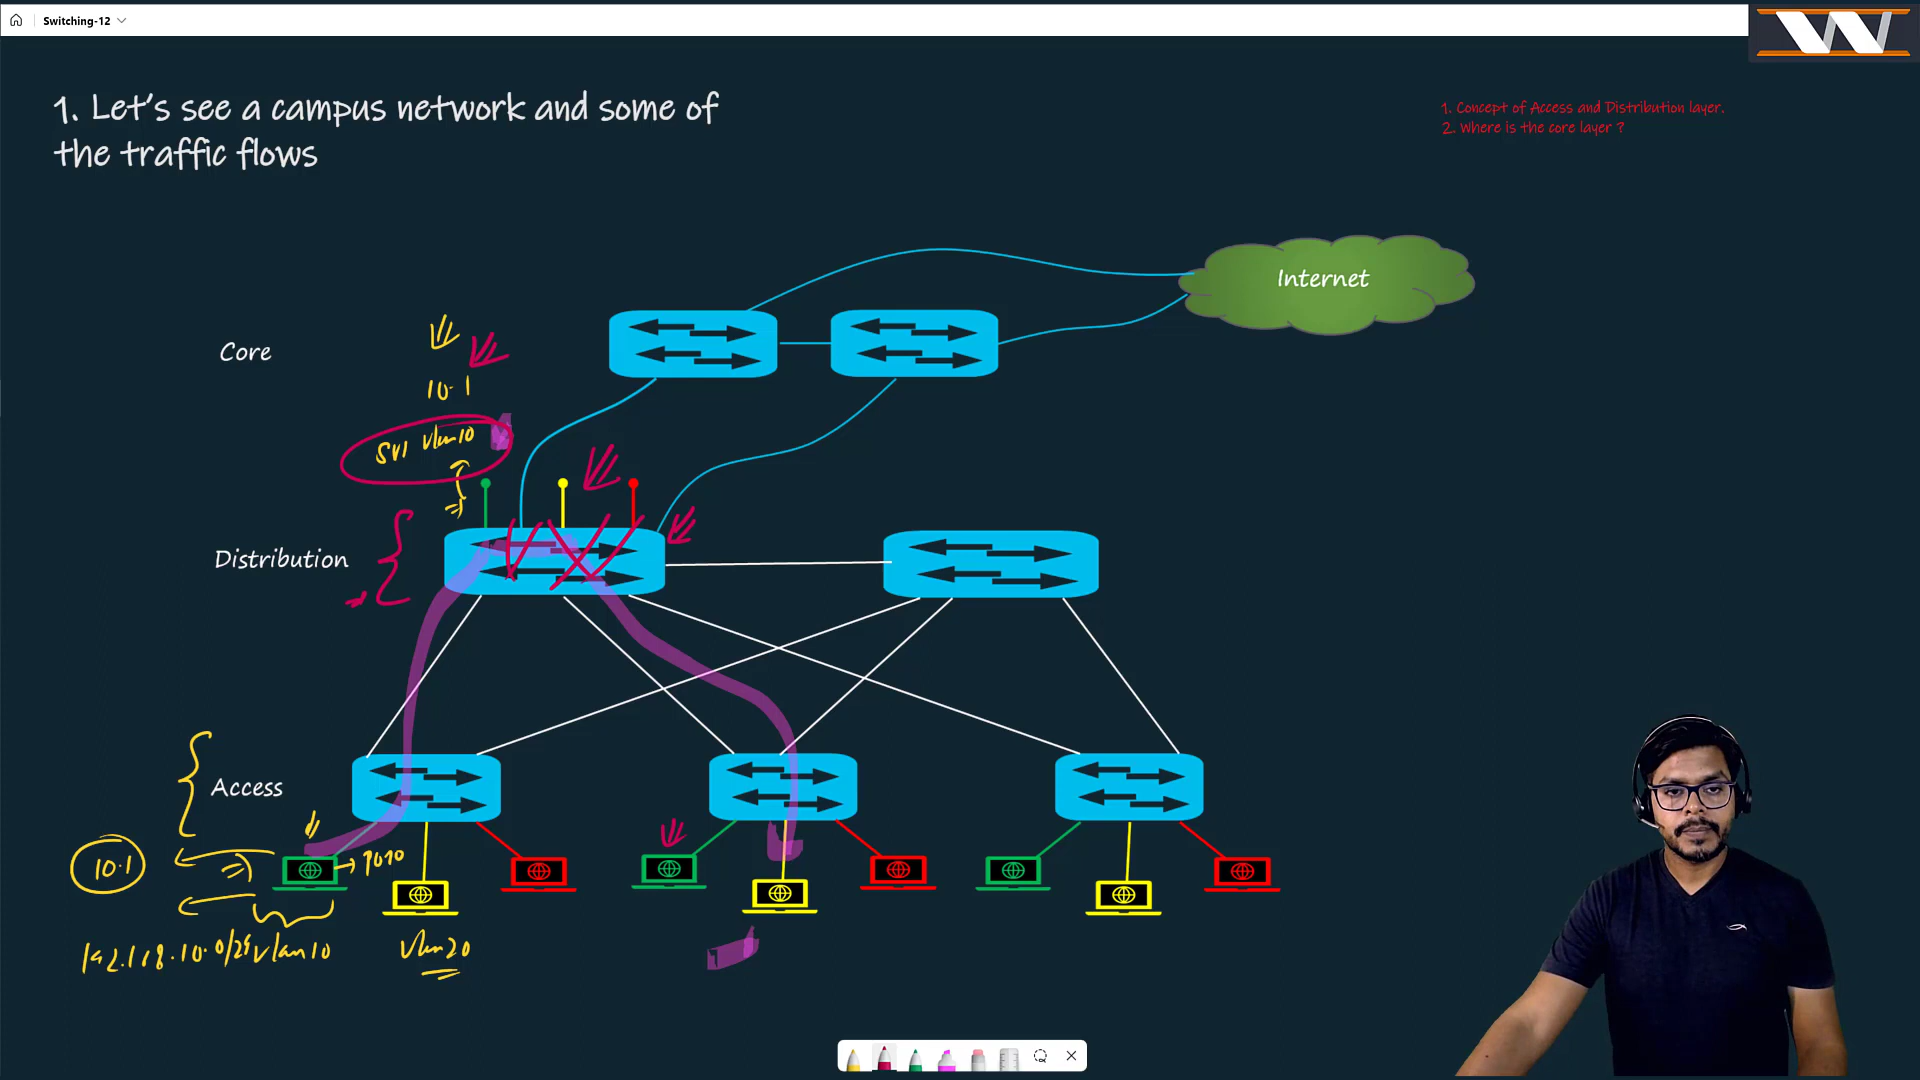 Switching-12
1. Let's see a campus network and some of
the traffic flows
1. Concept of Access and Distribution layer.
2. Where is the core layer ?
Internet
Core
10.1
SVI Vlan10
Distribution
Access
10.1
192.168.10.0/24 Vlan10
Vlan20